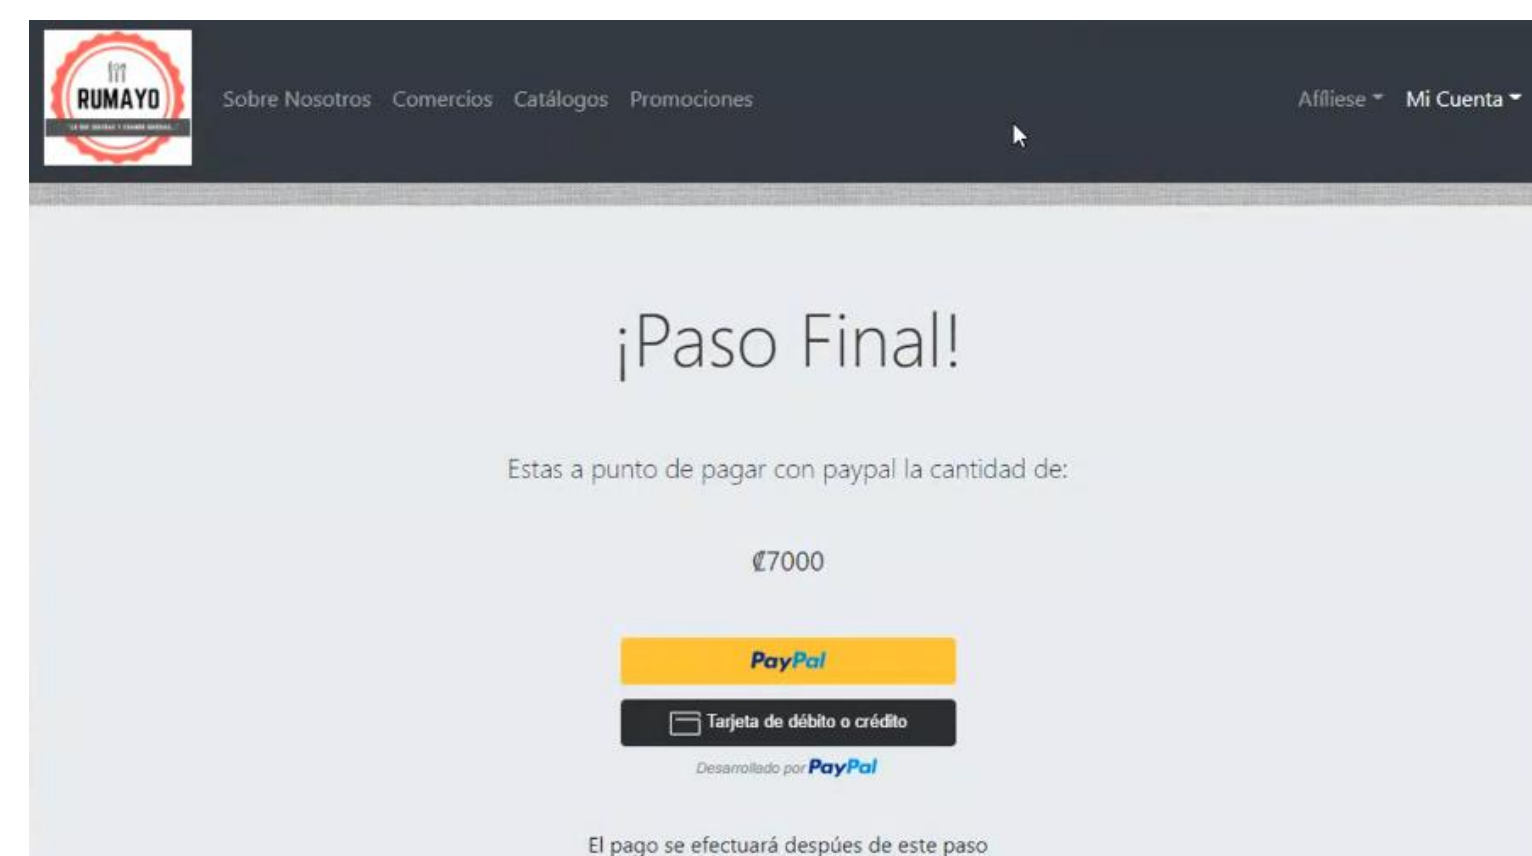 RUMAYO
Sobre Nosotros Comercios Catálogos Promociones
Afíliese Mi Cuenta
¡Paso Final!
Estas a punto de pagar con paypal la cantidad de:
₡7000
PayPal
Tarjeta de débito o crédito
Desarrollado por PayPal
El pago se efectuará despúes de este paso